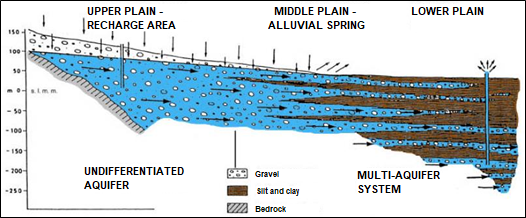 UPPER PLAIN -
RECHARGE AREA
MIDDLE PLAIN -
ALLUVIAL SPRING
LOWER PLAIN
150
100
50
m 0 s.l.m.m.
-50
-100
-150
-200
-250
UNDIFFERENTIATED
AQUIFER
Gravel
Silt and clay
Bedrock
MULTI-AQUIFER
SYSTEM